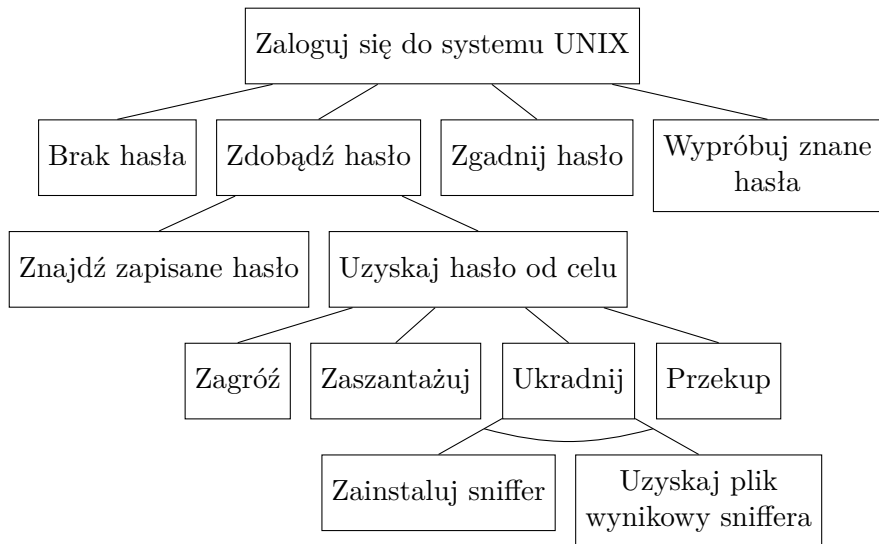 Zaloguj się do systemu UNIX
Brak hasła
Zdobądź hasło
Zgadnij hasło
Wypróbuj znane
hasła
Znajdź zapisane hasło
Uzyskaj hasło od celu
Zagróź
Zaszantażuj
Ukradnij
Przekup
Zainstaluj sniffer
Uzyskaj plik
wynikowy sniffera